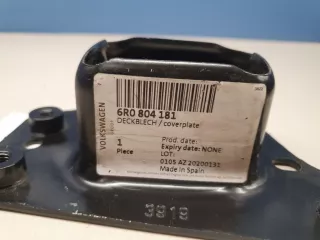 VOLKSWAGEN
6R0 804 181
DECKBLECH / coverplate
1
Piece
Prod. date:
Expiry date: NONE
LOT:
0105 AZ 20200131
Made in Spain
3919